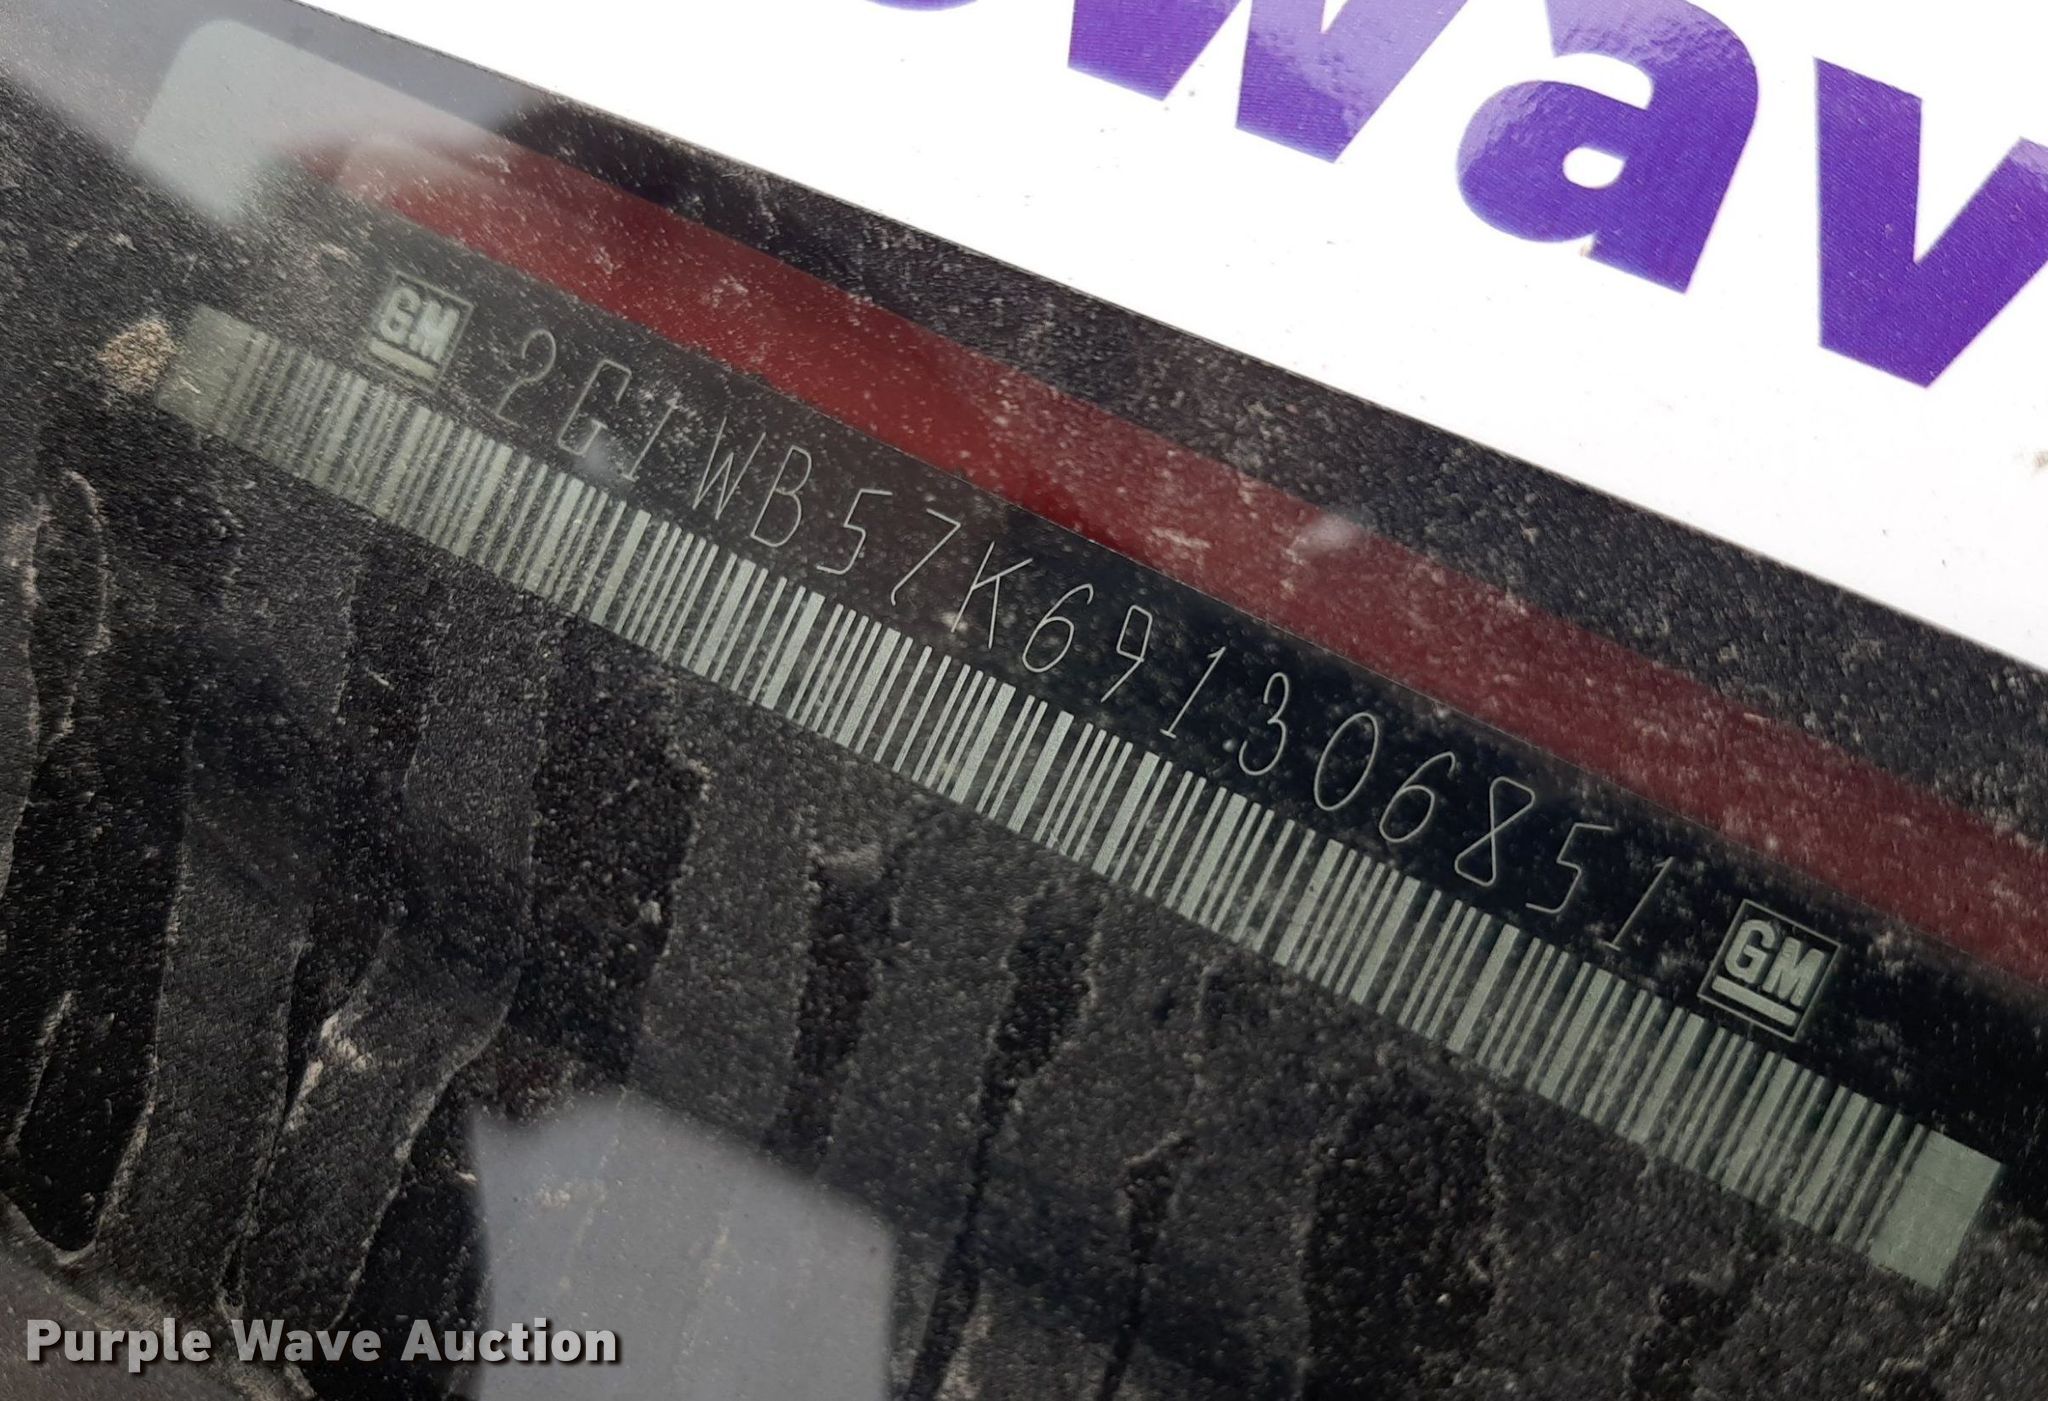 wav
GM 2G1WB57K691306851 GM
Purple Wave Auction